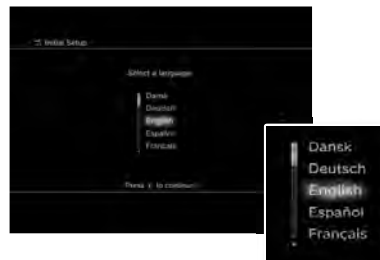 Initial Setup
Select a language
Dansk
Deutsch
English
Español
Français
Press to continue
Dansk
Deutsch
English
Español
Français